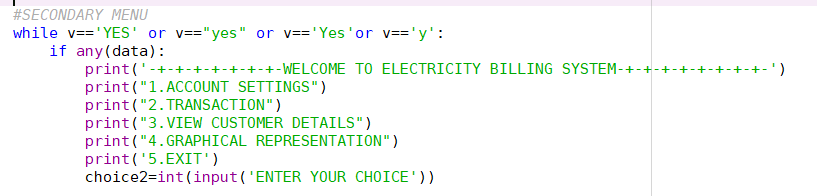 #SECONDARY MENU
while v=='YES' or v=="yes" or v=='Yes'or v=='y':
    if any(data):
        print('-+-+-+-+-+-+-+-WELCOME TO ELECTRICITY BILLING SYSTEM-+-+-+-+-+-+-+-+-')
        print("1.ACCOUNT SETTINGS")
        print("2.TRANSACTION")
        print("3.VIEW CUSTOMER DETAILS")
        print("4.GRAPHICAL REPRESENTATION")
        print('5.EXIT')
        choice2=int(input('ENTER YOUR CHOICE'))